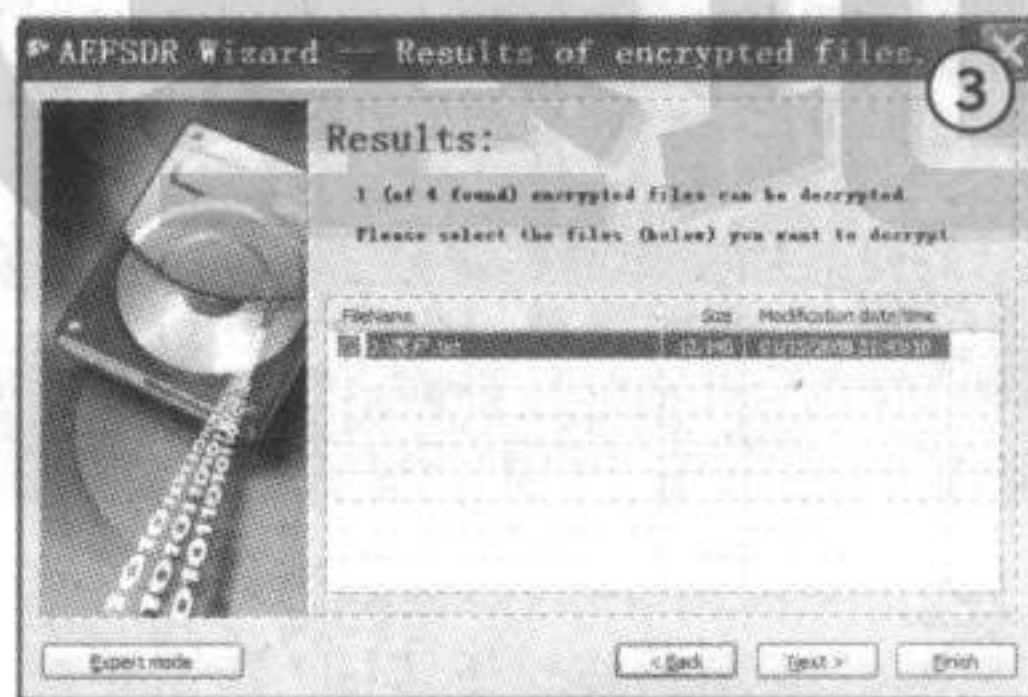 AEFSDR Wizard — Results of encrypted files.
3
Results:
1 (of 4 found) encrypted files can be decrypted.
Please select the files (below) you want to decrypt.
FileName Size Modification date/time
Expert mode
< Back
Next >
Finish